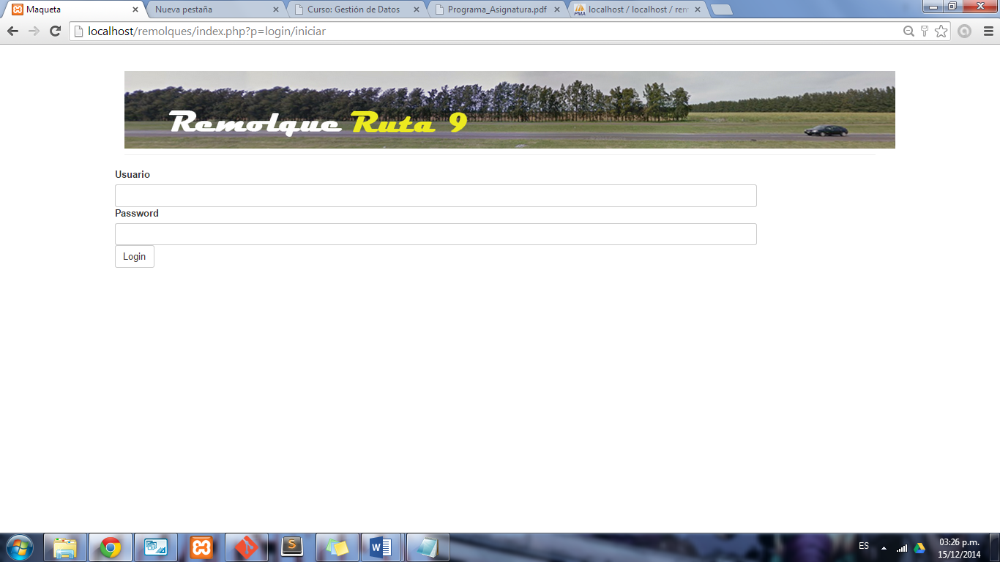 Maqueta
Nueva pestaña
Curso: Gestión de Datos
Programa_Asignatura.pdf
PMA
localhost / localhost / rem
localhost/remolques/index.php?p=login/iniciar
Remolque Ruta 9
Usuario
Password
Login
S
W
ES
03:26 p.m.
15/12/2014